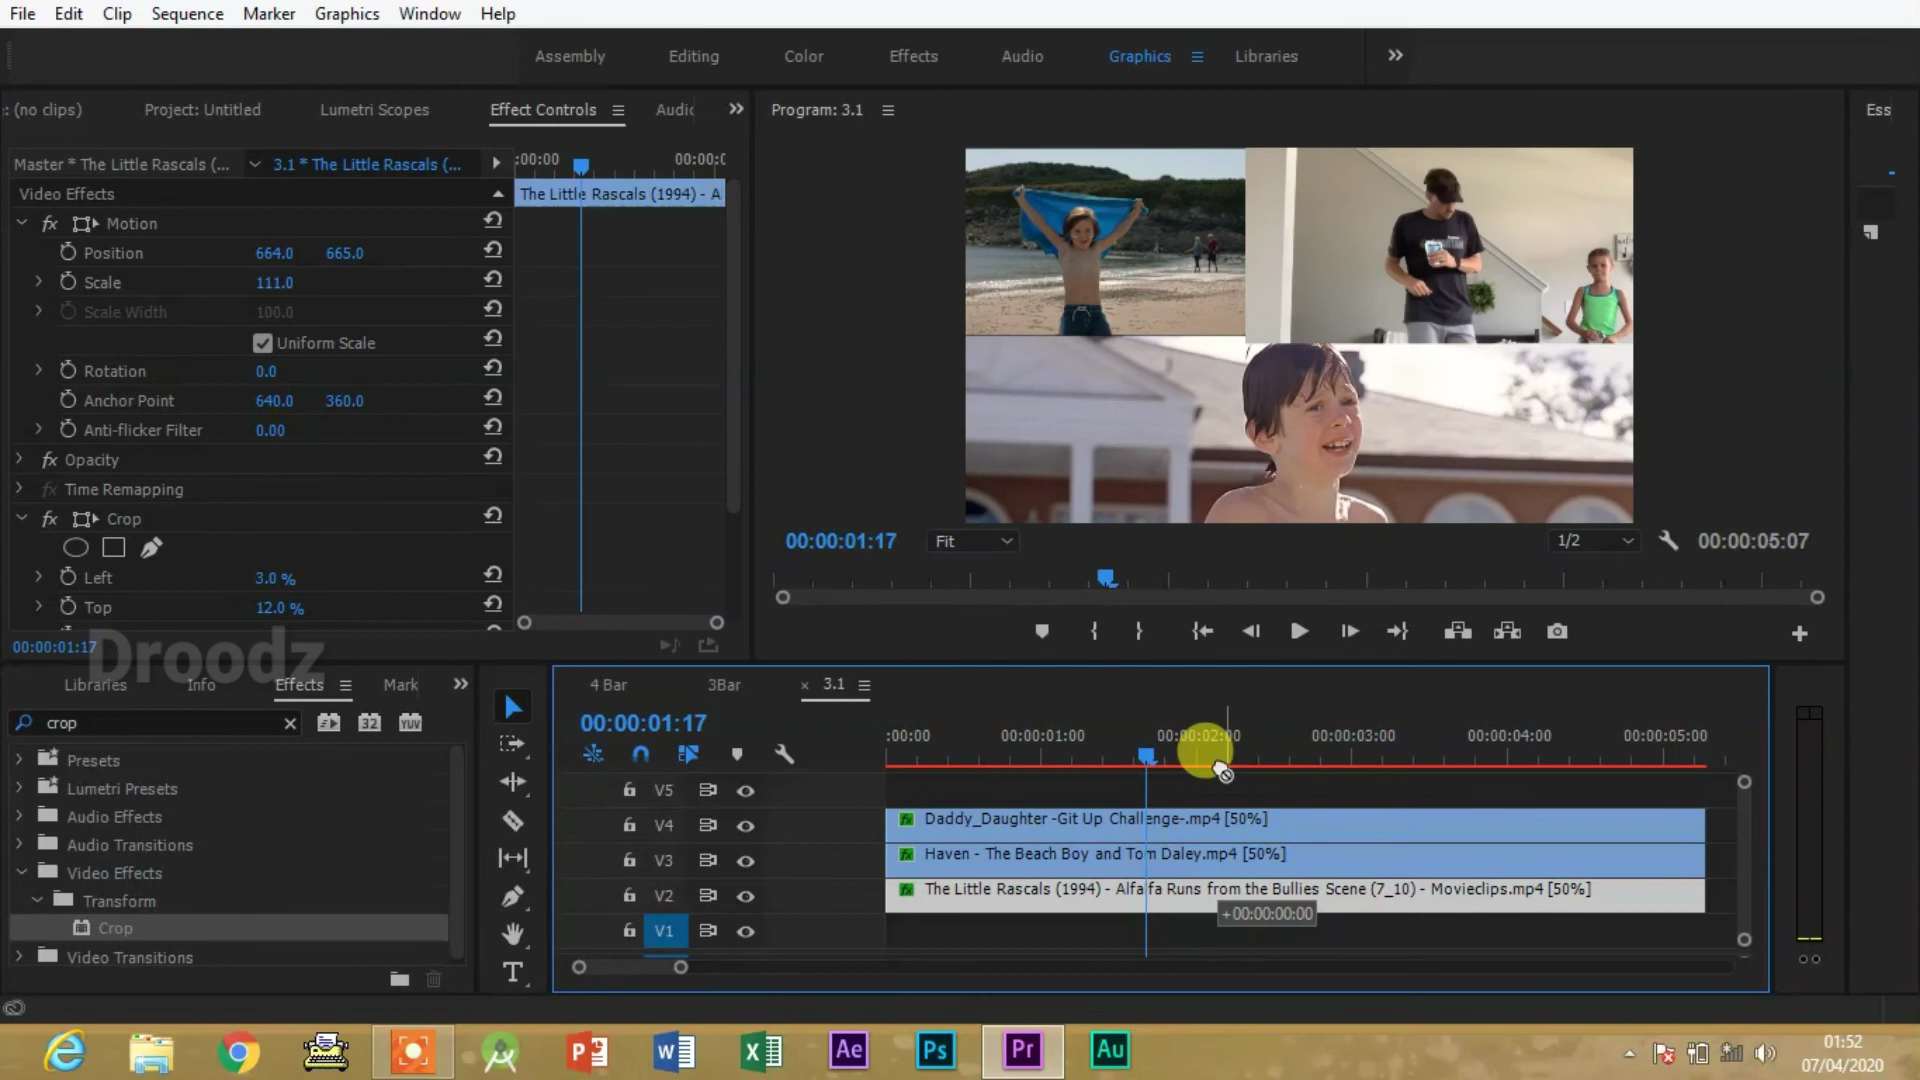 File Edit Clip Sequence Marker Graphics Window Help
Assembly Editing Color Effects Audio Graphics Libraries
: (no clips) Project: Untitled Lumetri Scopes Effect Controls Audio
Program: 3.1
Ess
Master * The Little Rascals (... 3.1 * The Little Rascals (...
:00:00 00:00:0
Video Effects
The Little Rascals (1994) - A
fx Motion
Position 664.0 665.0
Scale 111.0
Scale Width 100.0
Uniform Scale
Rotation 0.0
Anchor Point 640.0 360.0
Anti-flicker Filter 0.00
fx Opacity
fx Time Remapping
fx Crop
Left 3.0 %
Top 12.0 %
00:00:01:17
00:00:01:17 Fit 1/2 00:00:05:07
Droodz
Libraries Info Effects Mark
crop
32 YUV
Presets
Lumetri Presets
Audio Effects
Audio Transitions
Video Effects
Transform
Crop
Video Transitions
T
4 Bar 3Bar × 3.1
00:00:01:17
:00:00 00:00:01:00 00:00:02:00 00:00:03:00 00:00:04:00 00:00:05:00
V5
V4 fx Daddy_Daughter -Git Up Challenge-.mp4 [50%]
V3 fx Haven - The Beach Boy and Tom Daley.mp4 [50%]
V2 fx The Little Rascals (1994) - Alfalfa Runs from the Bullies Scene (7_10) - Movieclips.mp4 [50%]
+00:00:00:00
V1
Ae Ps Pr Au
01:52
07/04/2020